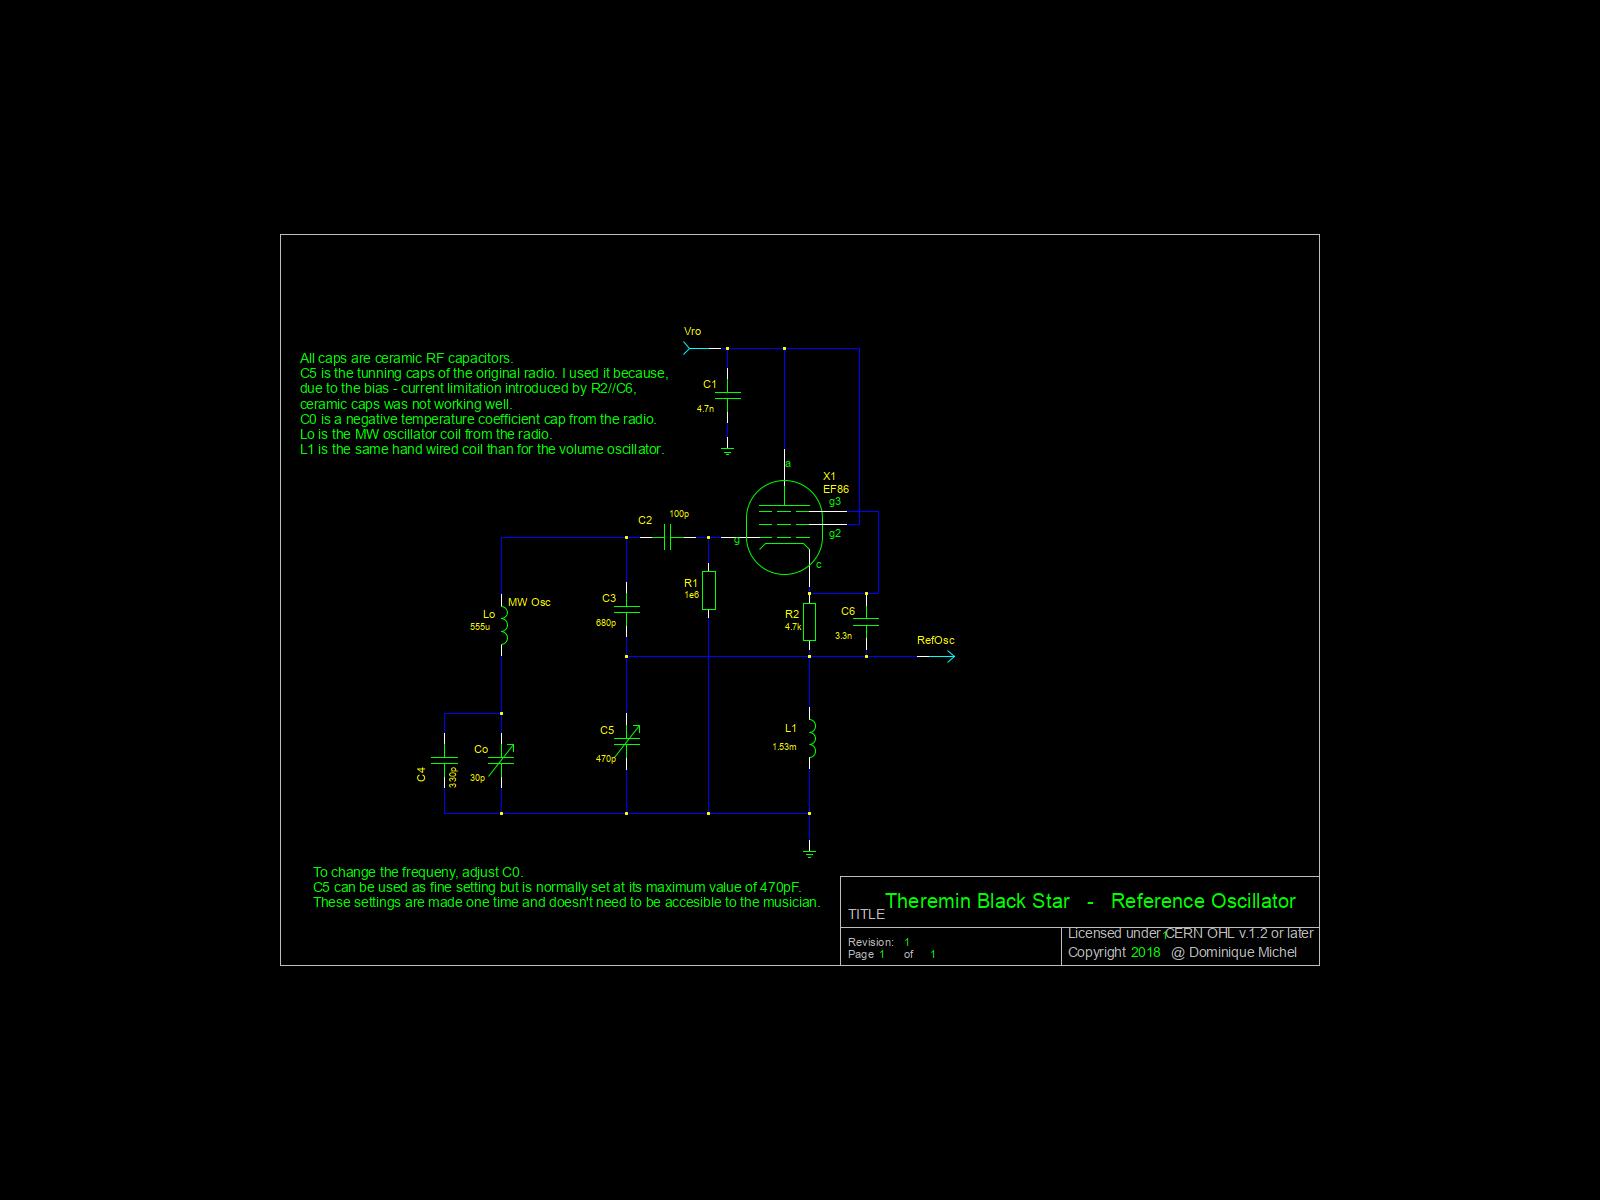 Vro
All caps are ceramic RF capacitors.
C5 is the tunning caps of the original radio. I used it because,
due to the bias - current limitation introduced by R2//C6,
ceramic caps was not working well.
C0 is a negative temperature coefficient cap from the radio.
Lo is the MW oscillator coil from the radio.
L1 is the same hand wired coil than for the volume oscillator.
C1
4.7n
a
X1
EF86
g3
g2
g
c
C2
100p
R1
1e6
MW Osc
Lo
555u
C3
680p
R2
4.7k
C6
3.3n
RefOsc
C5
470p
L1
1.53m
C4
330p
Co
30p
To change the frequeny, adjust C0.
C5 can be used as fine setting but is normally set at its maximum value of 470pF.
These settings are made one time and doesn't need to be accesible to the musician.
TITLE Theremin Black Star - Reference Oscillator
Revision: 1
Page 1 of 1
Licensed under CERN OHL v.1.2 or later
1
Copyright 2018 @ Dominique Michel